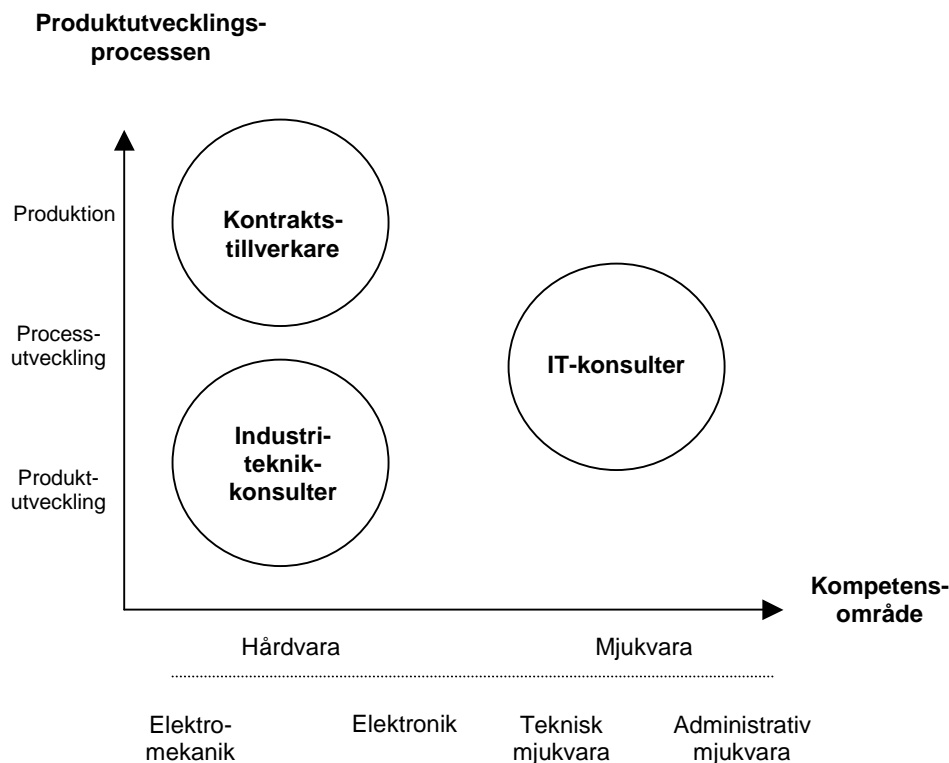 Produktutvecklings-
processen
Produktion
Kontrakts-
tillverkare
Process-
utveckling
IT-konsulter
Industri-
teknik-
konsulter
Produkt-
utveckling
Kompetens-
område
Hårdvara
Mjukvara
Elektro-
mekanik
Elektronik
Teknisk
mjukvara
Administrativ
mjukvara